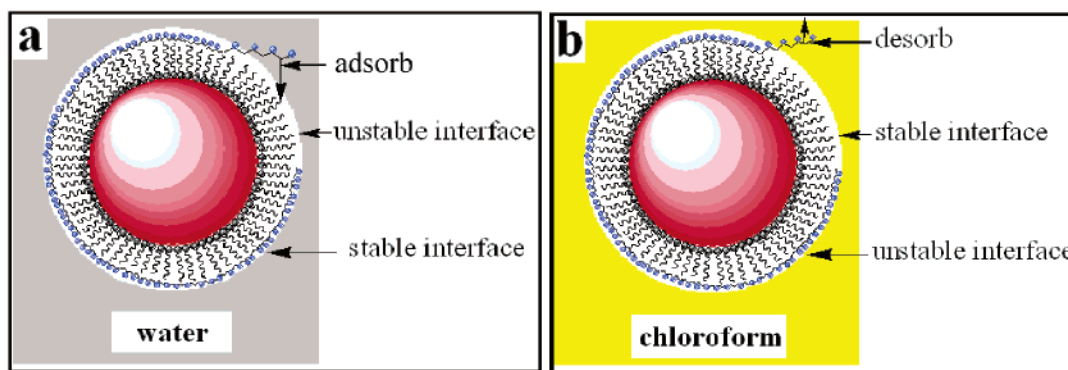 a
adsorb
unstable interface
stable interface
water
b
desorb
stable interface
unstable interface
chloroform